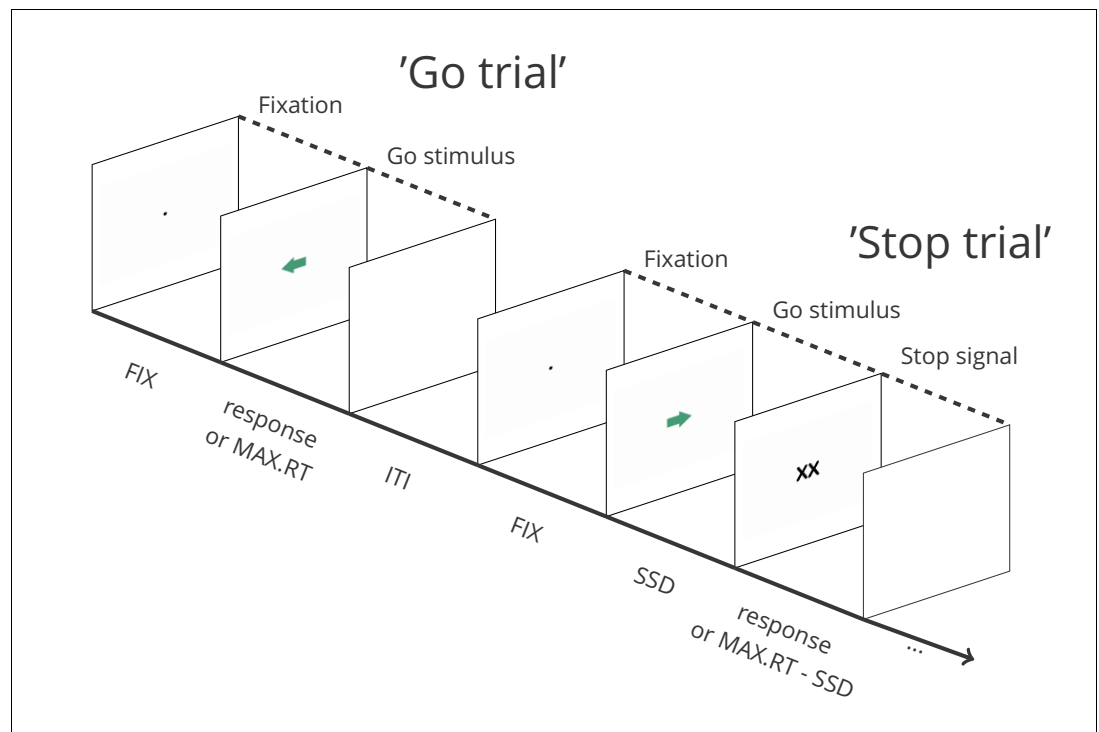 ’Go trial’
Fixation
Go stimulus
’Stop trial’
Fixation
Go stimulus
Stop signal
XX
FIX
response
or MAX.RT
ITI
FIX
SSD
response
or MAX.RT - SSD
...